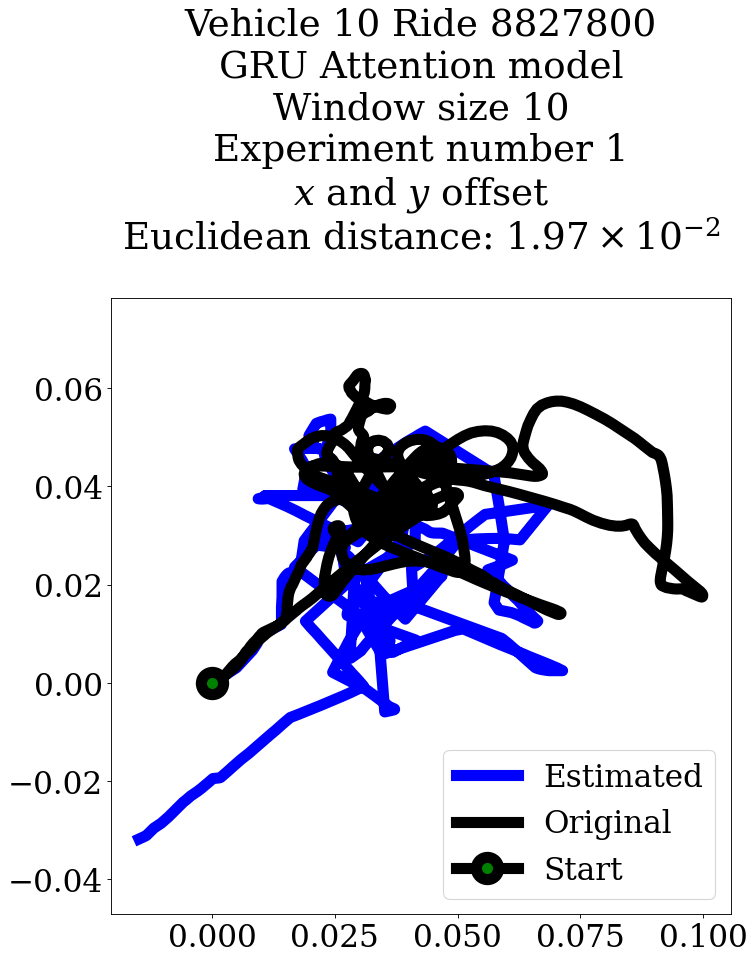 Vehicle 10 Ride 8827800
GRU Attention model
Window size 10
Experiment number 1
x and y offset
Euclidean distance: 1.97 × 10⁻²
0.06
0.04
0.02
0.00
−0.02
−0.04
Estimated
Original
Start
0.000 0.025 0.050 0.075 0.100